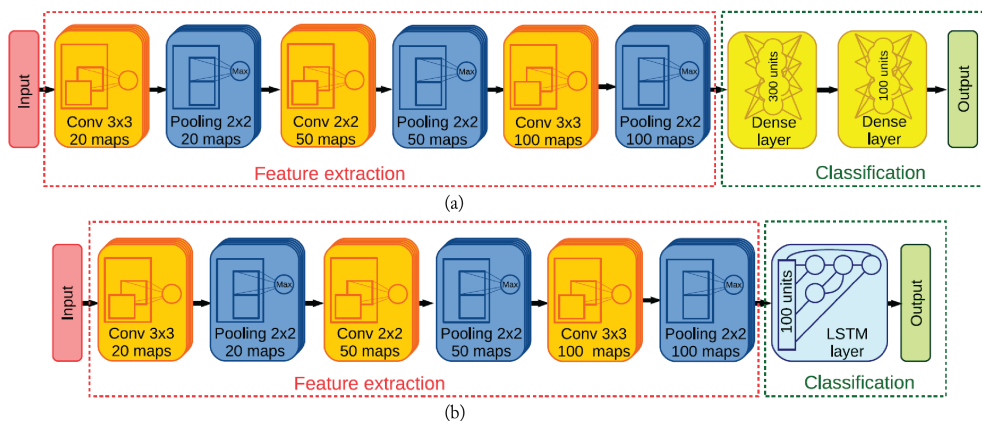 Input
Conv 3x3
20 maps
Max
Pooling 2x2
20 maps
Conv 2x2
50 maps
Max
Pooling 2x2
50 maps
Conv 3x3
100 maps
Max
Pooling 2x2
100 maps
300 units
Dense
layer
100 units
Dense
layer
Output
Feature extraction
Classification
(a)
Input
Conv 3x3
20 maps
Max
Pooling 2x2
20 maps
Conv 2x2
50 maps
Max
Pooling 2x2
50 maps
Conv 3x3
100 maps
Max
Pooling 2x2
100 maps
100 units
LSTM
layer
Output
Feature extraction
Classification
(b)